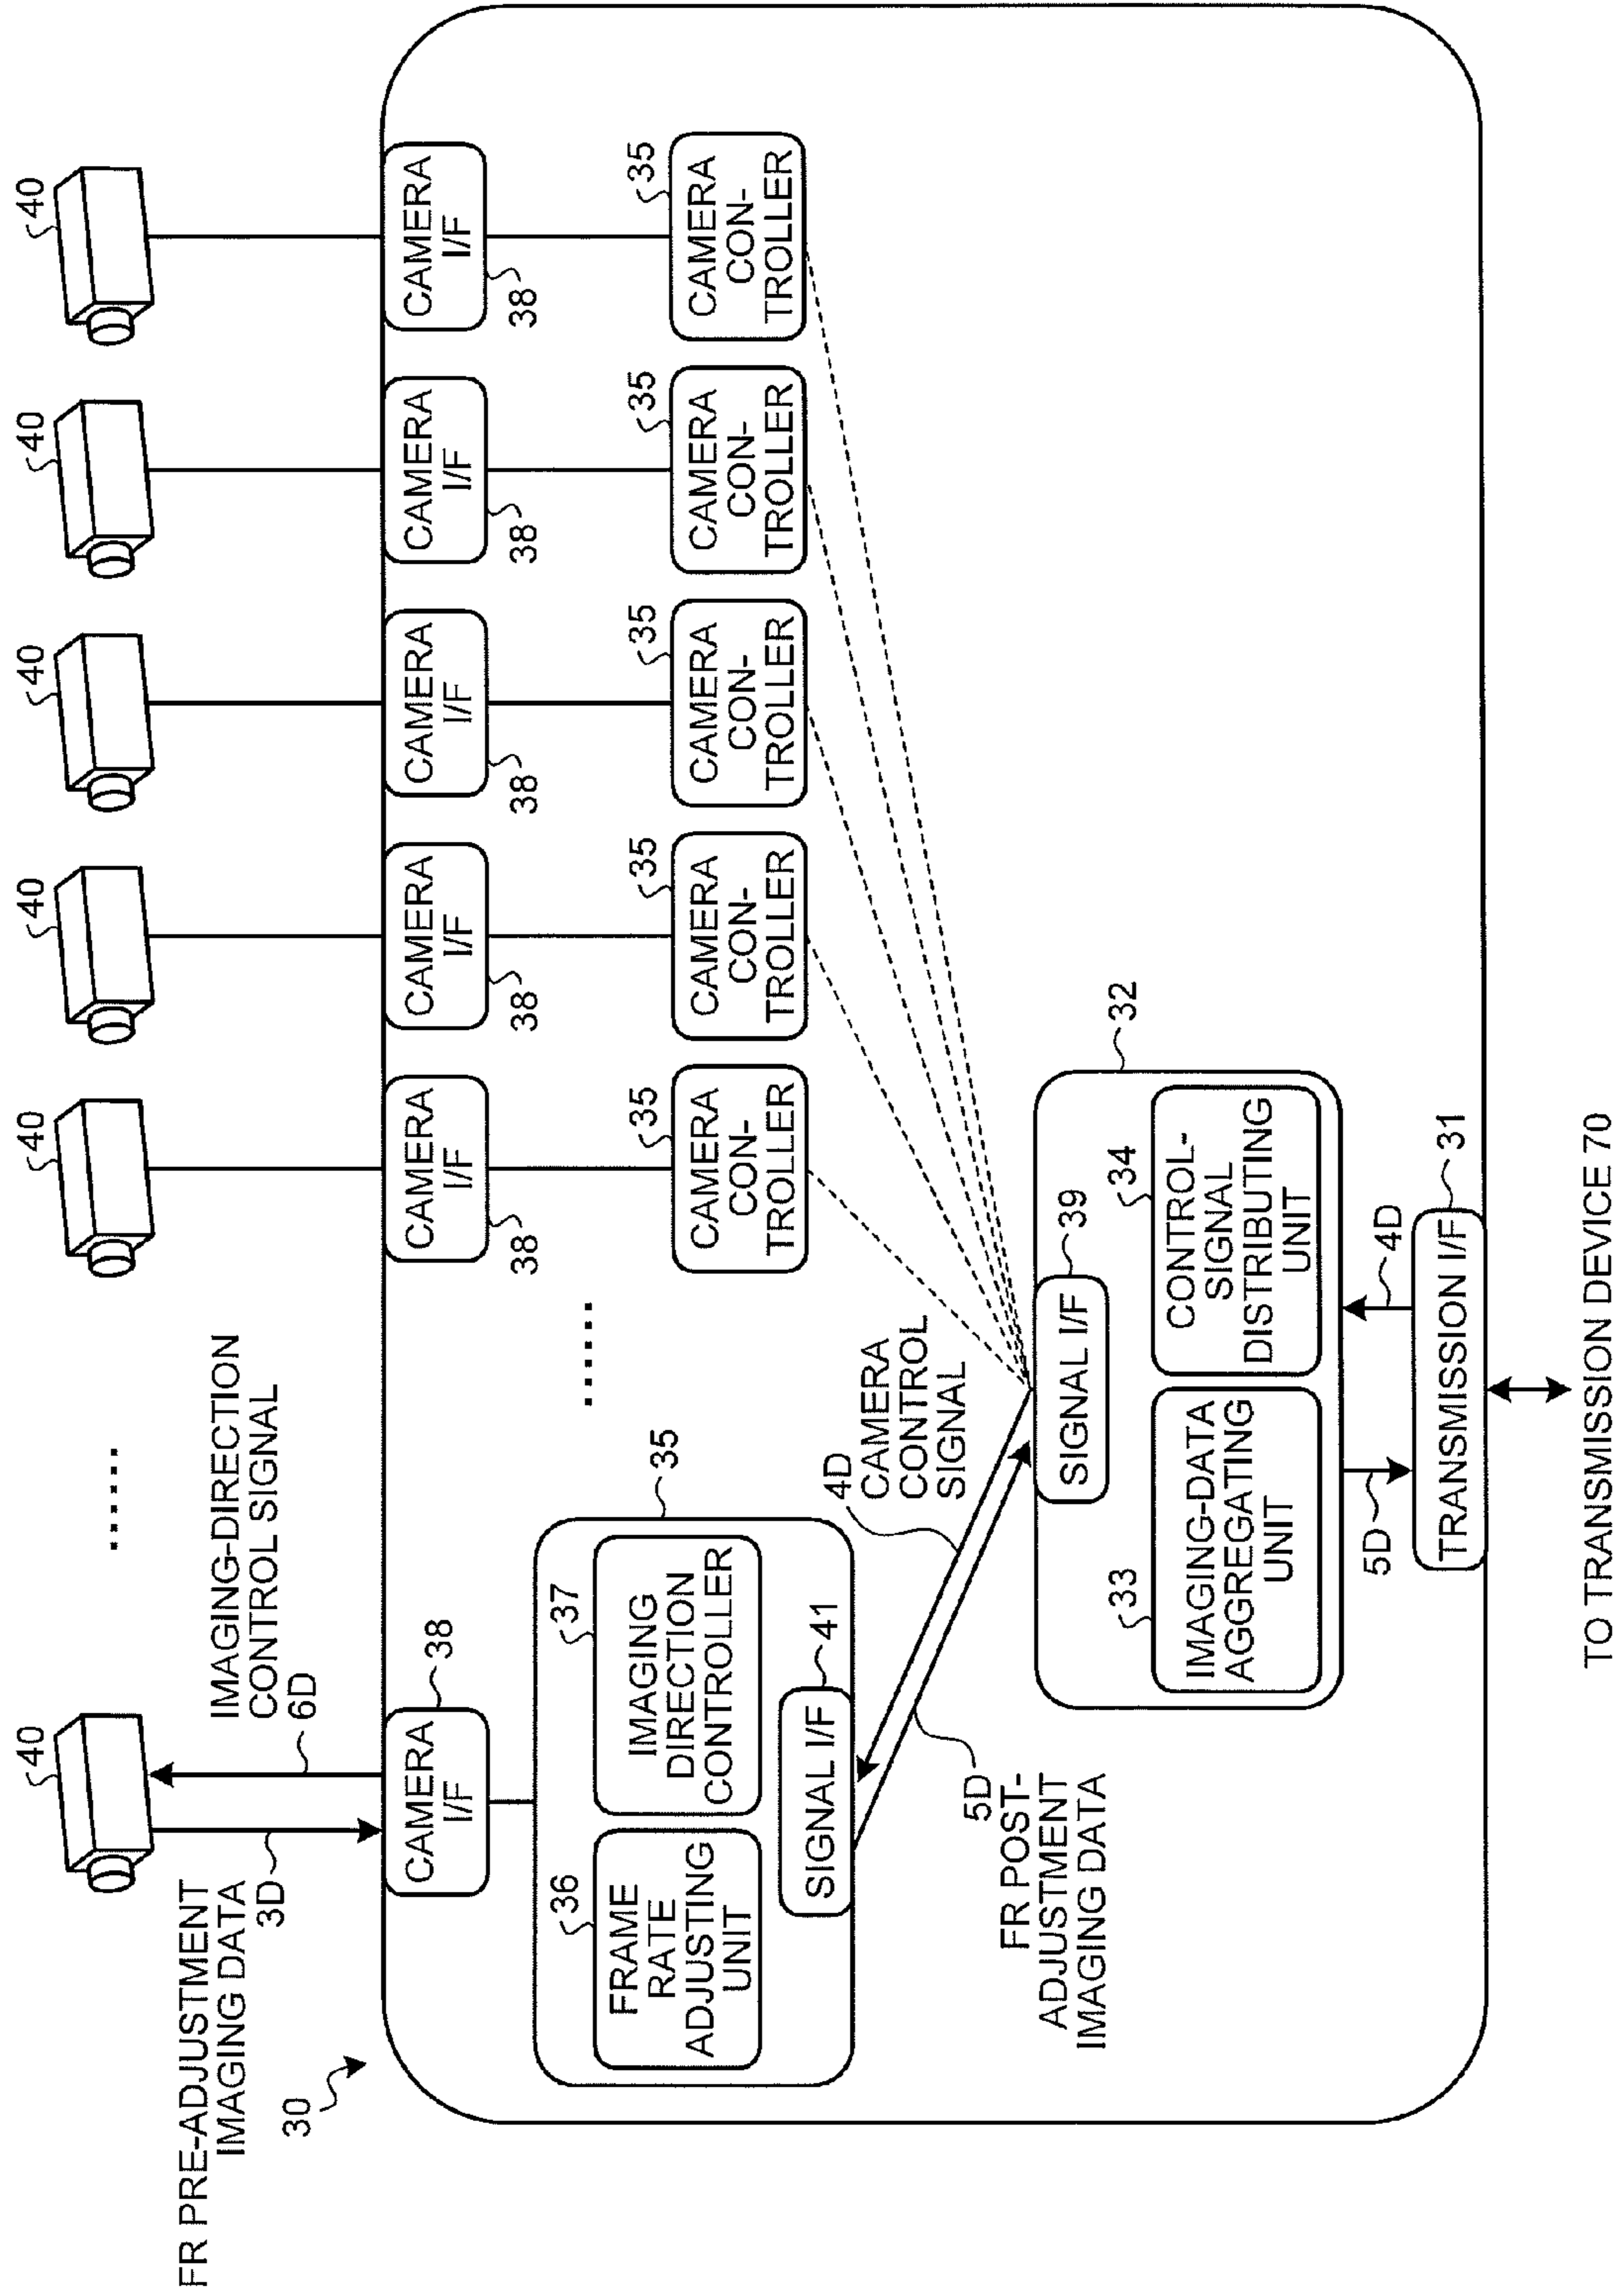 FR PRE-ADJUSTMENT
IMAGING DATA
3D
40
6D
IMAGING-DIRECTION
CONTROL SIGNAL
......
40
40
40
40
40
30
CAMERA
I/F
38
CAMERA
I/F
38
CAMERA
I/F
38
CAMERA
I/F
38
CAMERA
I/F
38
CAMERA
I/F
38
36
FRAME
RATE
ADJUSTING
UNIT
37
IMAGING
DIRECTION
CONTROLLER
35
SIGNAL I/F
41
......
CAMERA
CON-
TROLLER
35
CAMERA
CON-
TROLLER
35
CAMERA
CON-
TROLLER
35
CAMERA
CON-
TROLLER
35
CAMERA
CON-
TROLLER
35
4D
CAMERA
CONTROL
SIGNAL
5D
FR POST-
ADJUSTMENT
IMAGING DATA
SIGNAL I/F
39
32
33
IMAGING-DATA
AGGREGATING
UNIT
34
CONTROL-
SIGNAL
DISTRIBUTING
UNIT
5D
4D
TRANSMISSION I/F
31
TO TRANSMISSION DEVICE 70